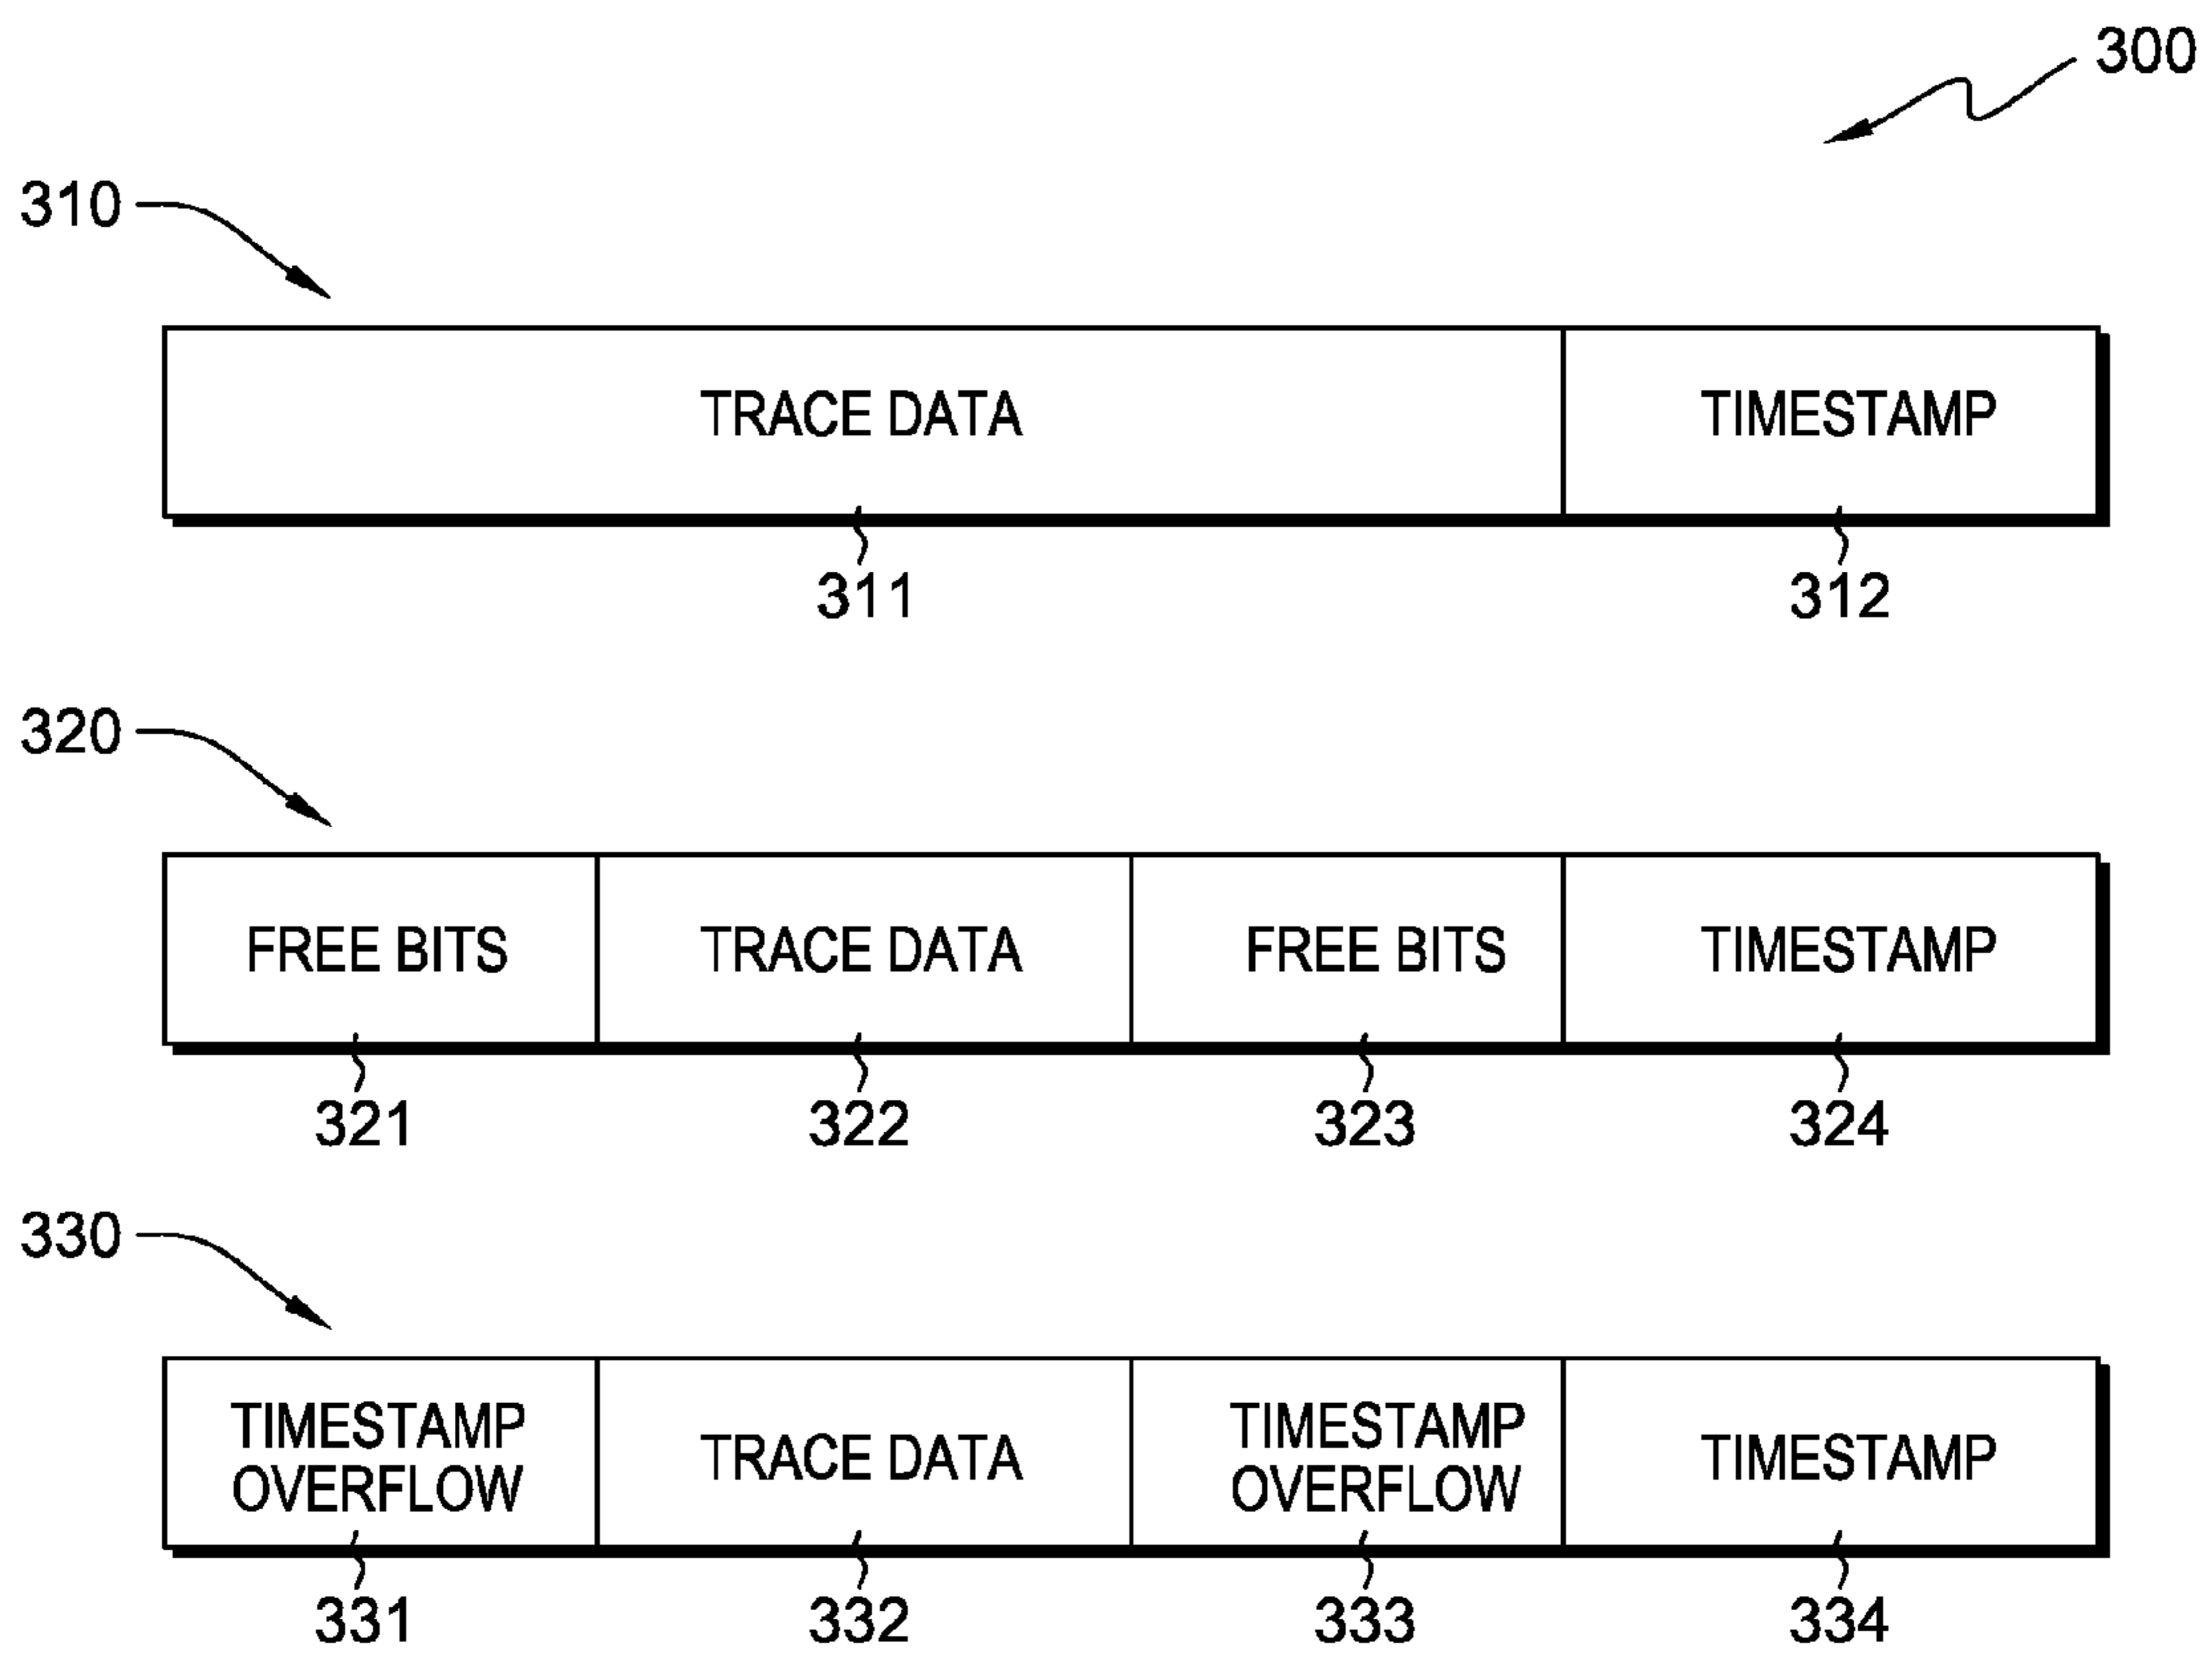 300
310
TRACE DATA TIMESTAMP
311 312
320
FREE BITS TRACE DATA FREE BITS TIMESTAMP
321 322 323 324
330
TIMESTAMP OVERFLOW TRACE DATA TIMESTAMP OVERFLOW TIMESTAMP
331 332 333 334